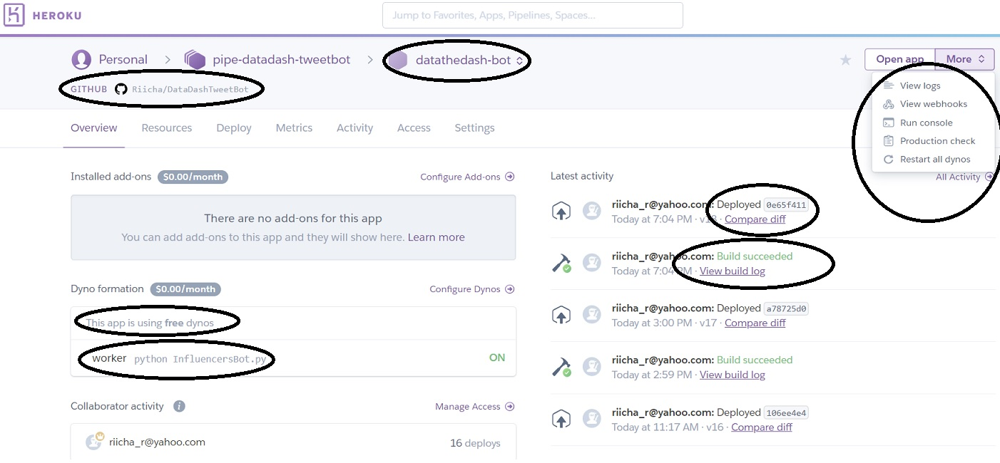 HEROKU
Jump to Favorites, Apps, Pipelines, Spaces...
Personal > pipe-datadash-tweetbot > datathedash-bot
Open app More
GITHUB Riicha/DataDashTweetBot
View logs
View webhooks
Run console
Production check
Restart all dynos
Overview Resources Deploy Metrics Activity Access Settings
Installed add-ons $0.00/month Configure Add-ons
There are no add-ons for this app
You can add add-ons to this app and they will show here. Learn more
Dyno formation $0.00/month Configure Dynos
This app is using free dynos
worker python InfluencersBot.py ON
Collaborator activity i Manage Access
riicha_r@yahoo.com 16 deploys
Latest activity All Activity
riicha_r@yahoo.com: Deployed 0e65f411
Today at 7:04 PM · v18 · Compare diff
riicha_r@yahoo.com: Build succeeded
Today at 7:04 PM · View build log
riicha_r@yahoo.com: Deployed a78725d0
Today at 3:00 PM · v17 · Compare diff
riicha_r@yahoo.com: Build succeeded
Today at 2:59 PM · View build log
riicha_r@yahoo.com: Deployed 106ee4e4
Today at 11:17 AM · v16 · Compare diff